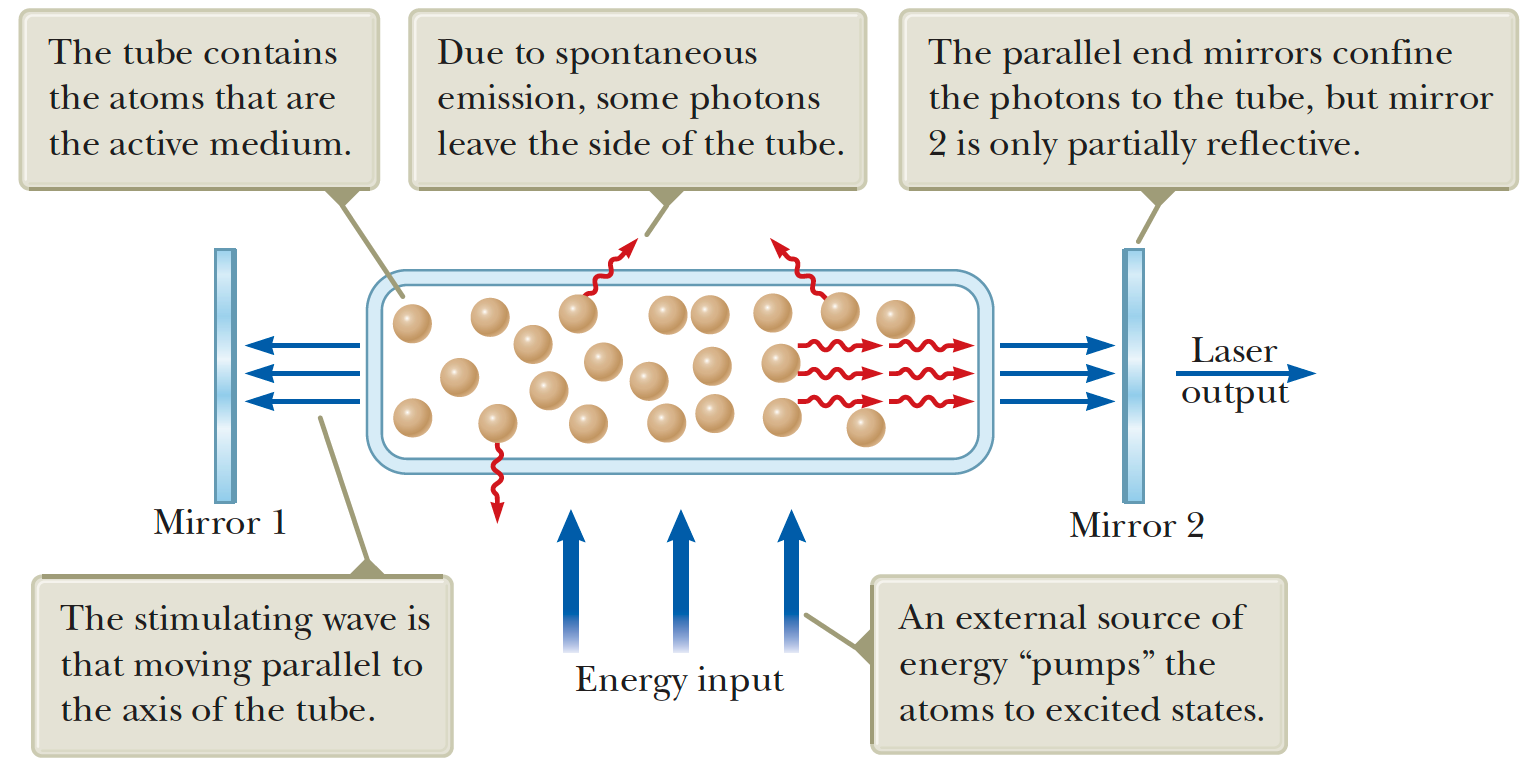 The tube contains
the atoms that are
the active medium.
Due to spontaneous
emission, some photons
leave the side of the tube.
The parallel end mirrors confine
the photons to the tube, but mirror
2 is only partially reflective.
Laser
output
Mirror 1
Mirror 2
The stimulating wave is
that moving parallel to
the axis of the tube.
Energy input
An external source of
energy “pumps” the
atoms to excited states.